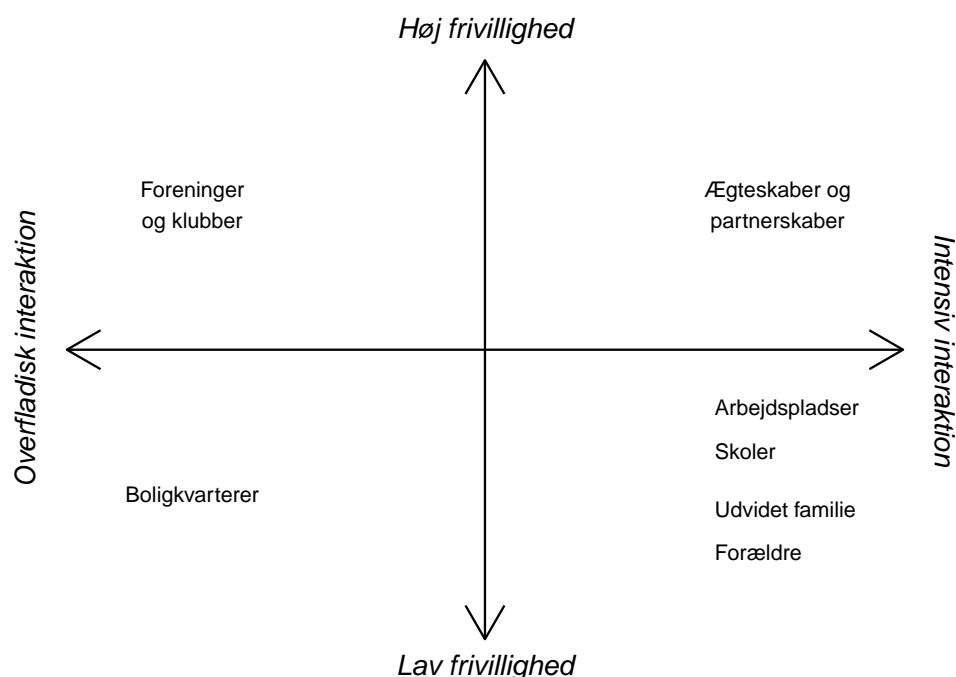 Høj frivillighed
Foreninger
og klubber
Ægteskaber og
partnerskaber
Overfladisk interaktion
Intensiv interaktion
Arbejdspladser
Skoler
Boligkvarterer
Udvidet familie
Forældre
Lav frivillighed